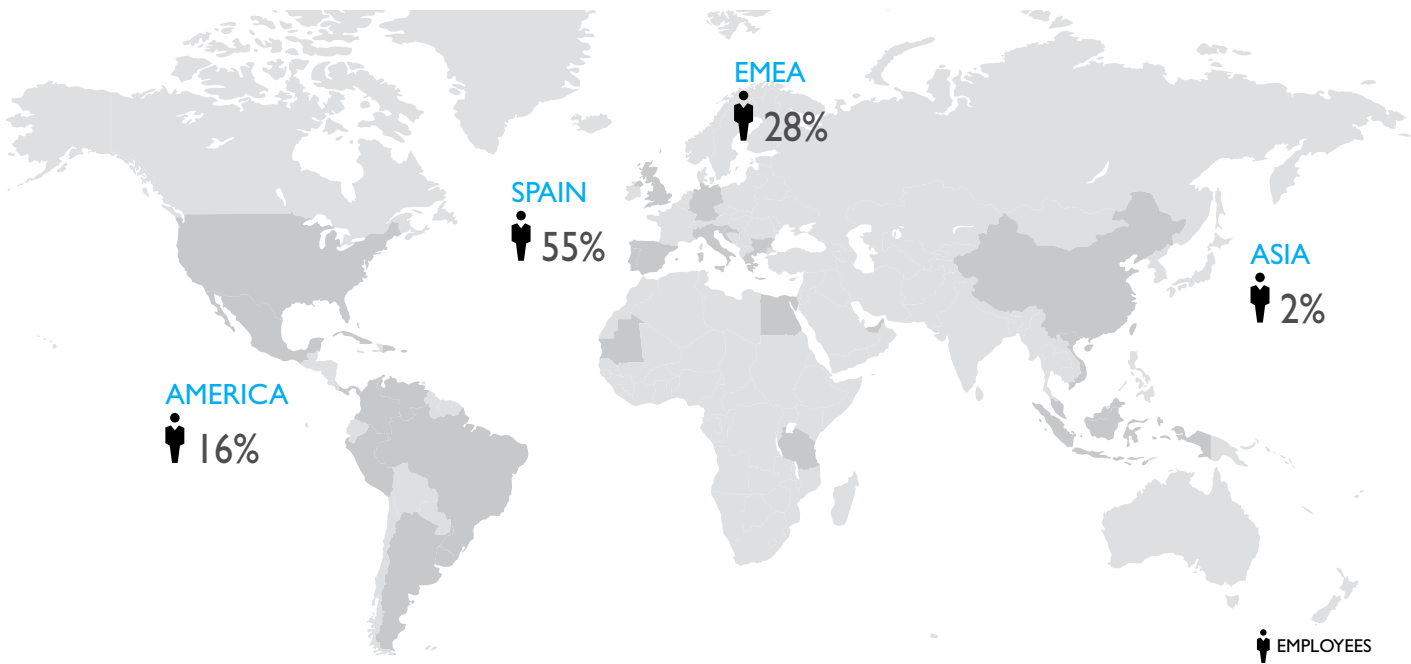 EMEA
28%
SPAIN
55%
ASIA
2%
AMERICA
16%
EMPLOYEES